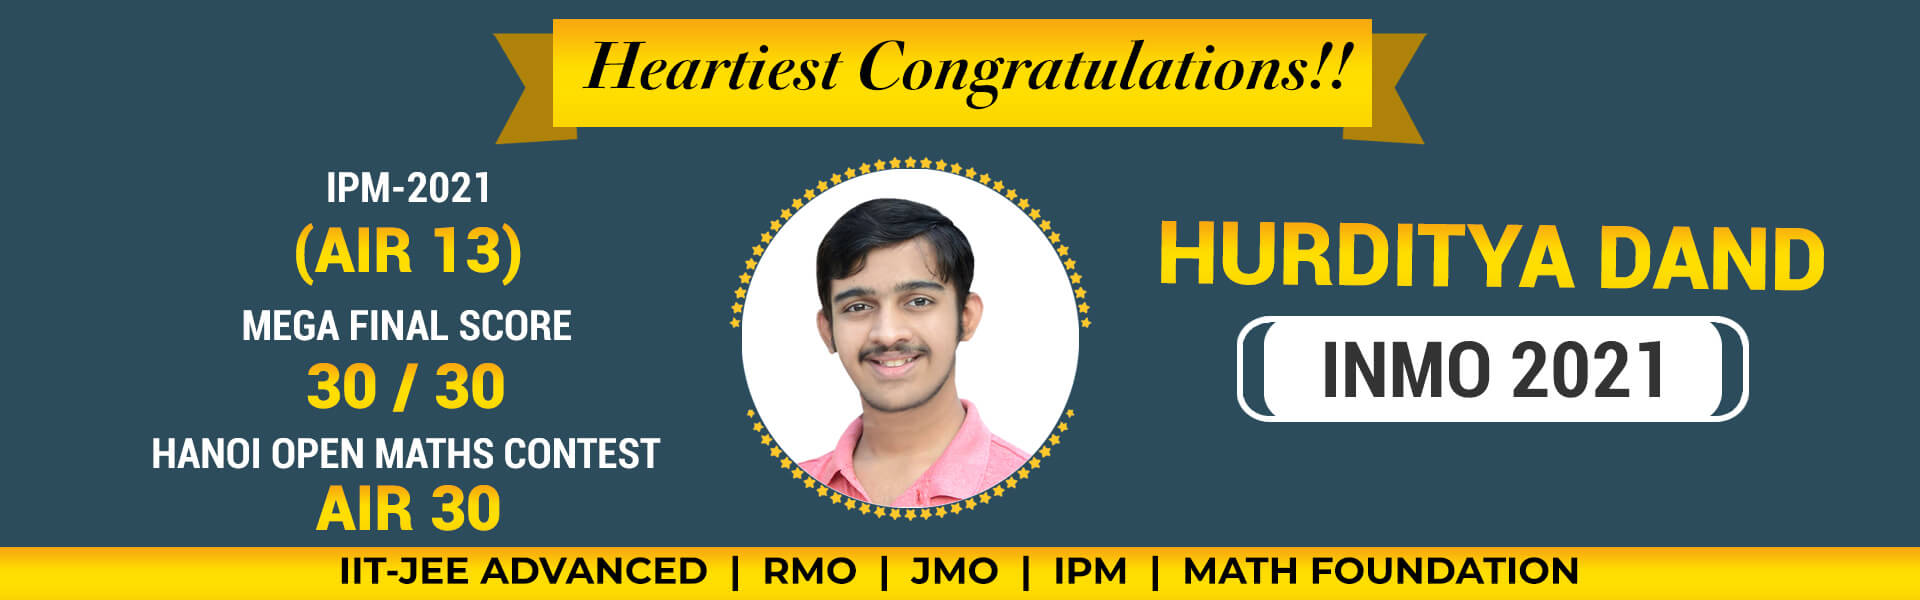 Heartiest Congratulations!!
IPM-2021
(AIR 13)
MEGA FINAL SCORE
30 / 30
HANOI OPEN MATHS CONTEST
AIR 30
HURDITYA DAND
INMO 2021
IIT-JEE ADVANCED | RMO | JMO | IPM | MATH FOUNDATION